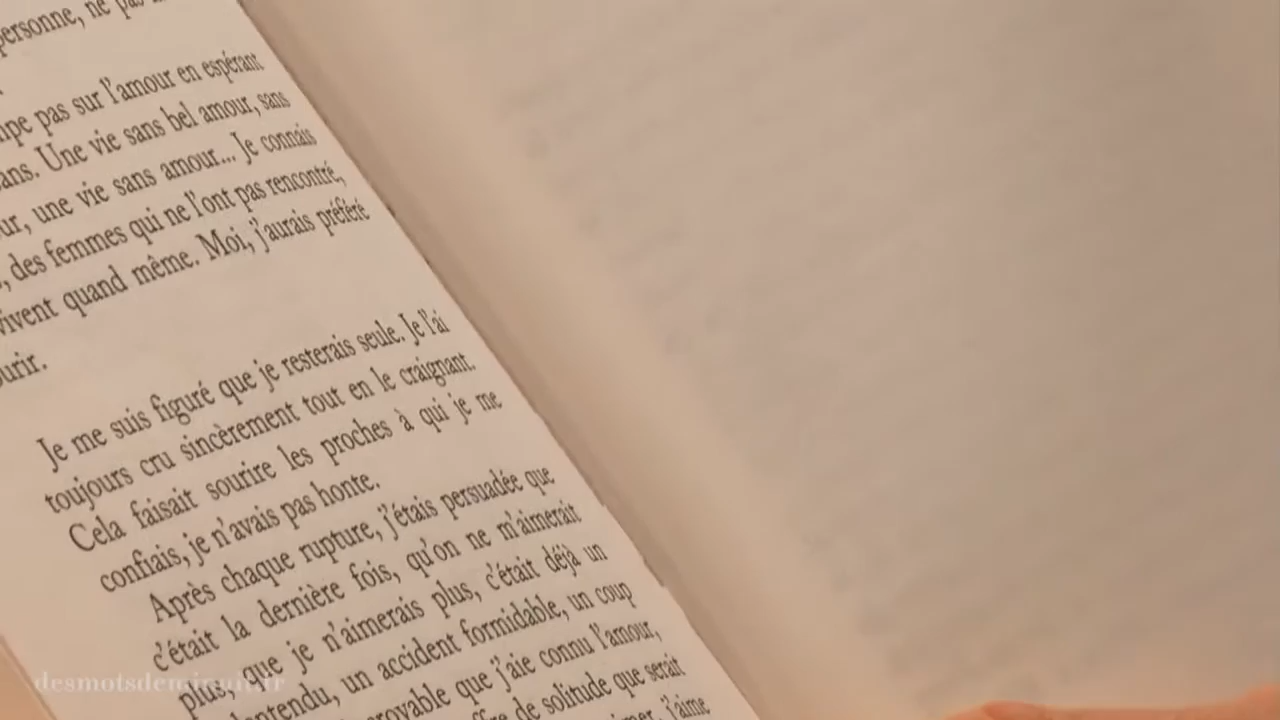 personne, ne pas
pas sur l'amour en espérant
ans. Une vie sans bel amour, sans
une vie sans amour... Je connais
des femmes qui ne l'ont pas rencontré,
vivent quand même. Moi, j'aurais préféré
Je me suis figuré que je resterais seule. Je l'ai
toujours cru sincèrement tout en le craignant.
Cela faisait sourire les proches à qui je me
confiais, je n'avais pas honte.
Après chaque rupture, j'étais persuadée que
c'était la dernière fois, qu'on ne m'aimerait
plus, que je n'aimerais plus, c'était déjà un
un accident formidable, un coup
que j'aie connu l'amour,
de solitude que serait
j'aime
desmotsdeminuit.fr